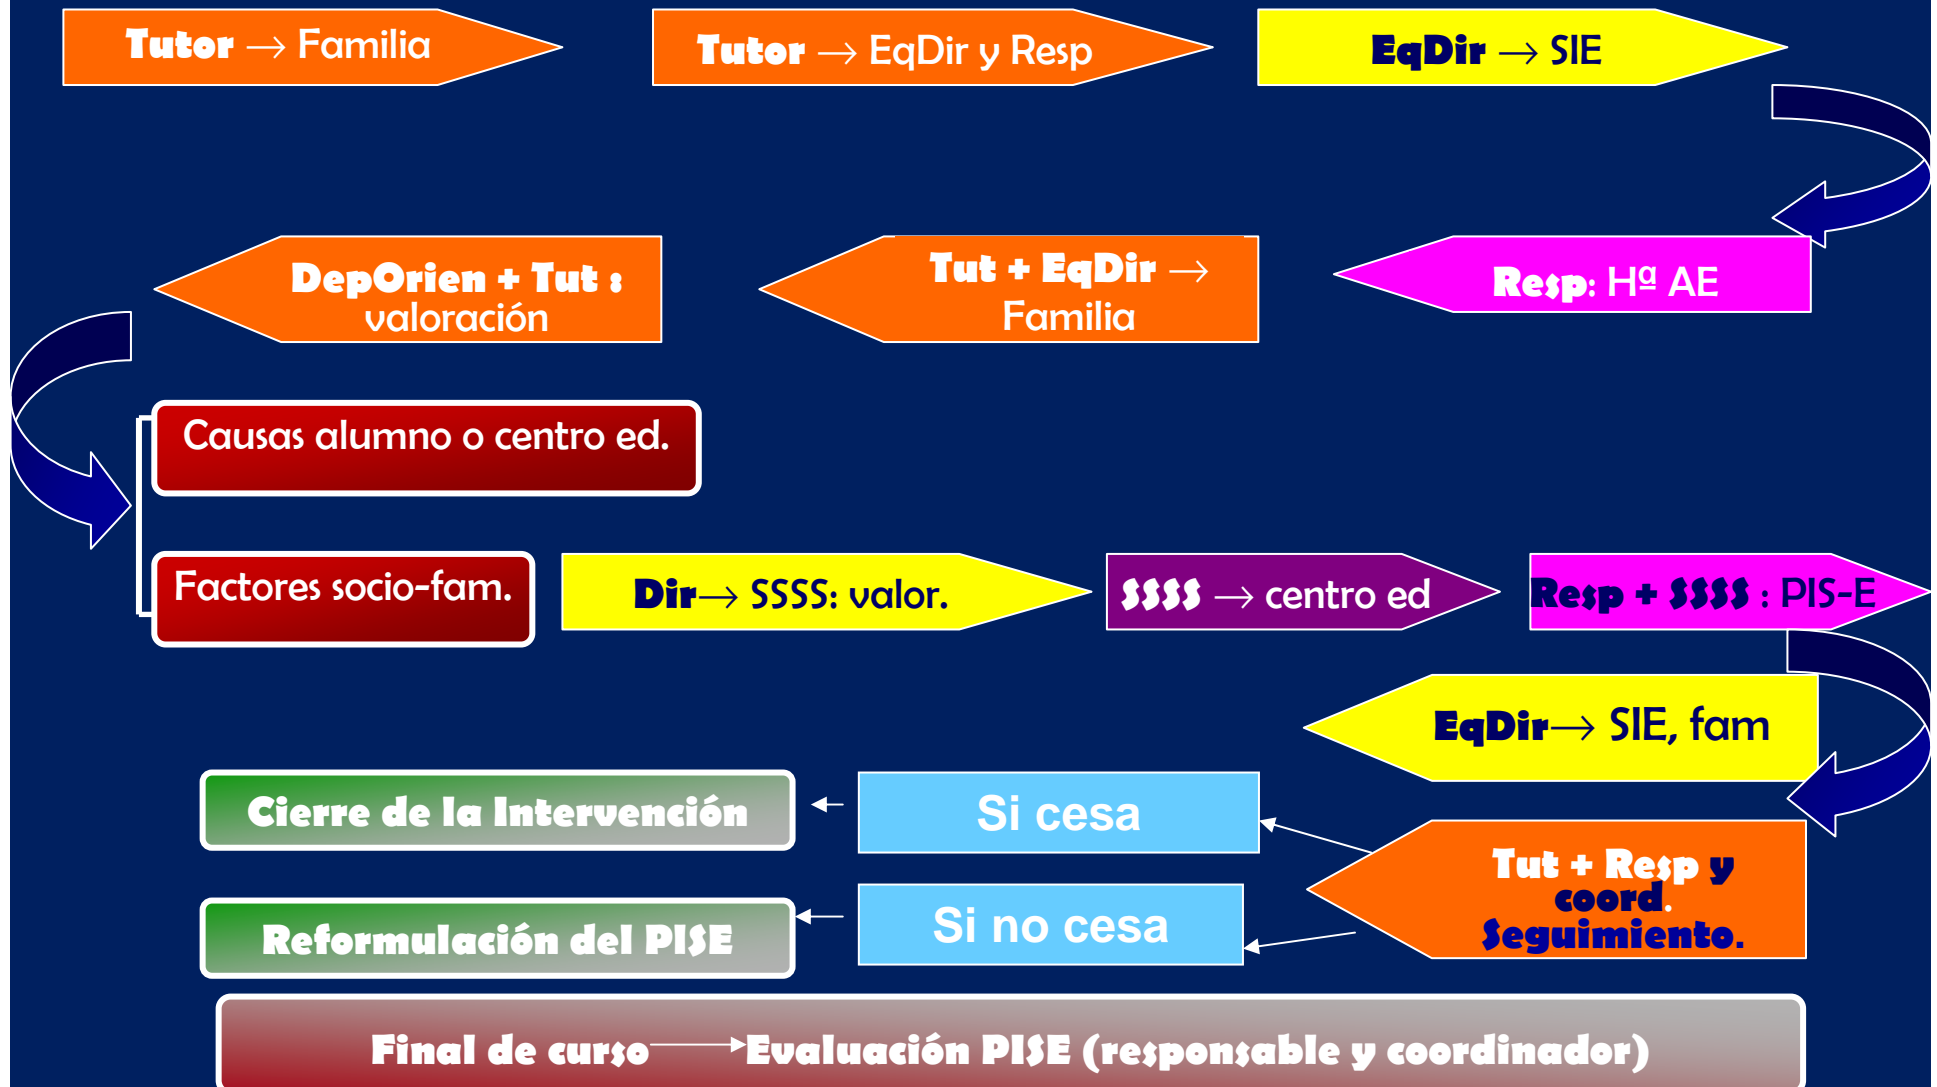 Tutor → Familia
Tutor → EqDir y Resp
EqDir → SIE
Resp: Hª AE
Tut + EqDir →
Familia
DepOrien + Tut :
valoración
Causas alumno o centro ed.
Factores socio-fam.
Dir→ SSSS: valor.
SSSS → centro ed
Resp + SSSS : PIS-E
EqDir→ SIE, fam
Tut + Resp y
coord.
Seguimiento.
Si cesa
Cierre de la Intervención
Si no cesa
Reformulación del PISE
Final de curso→Evaluación PISE (responsable y coordinador)